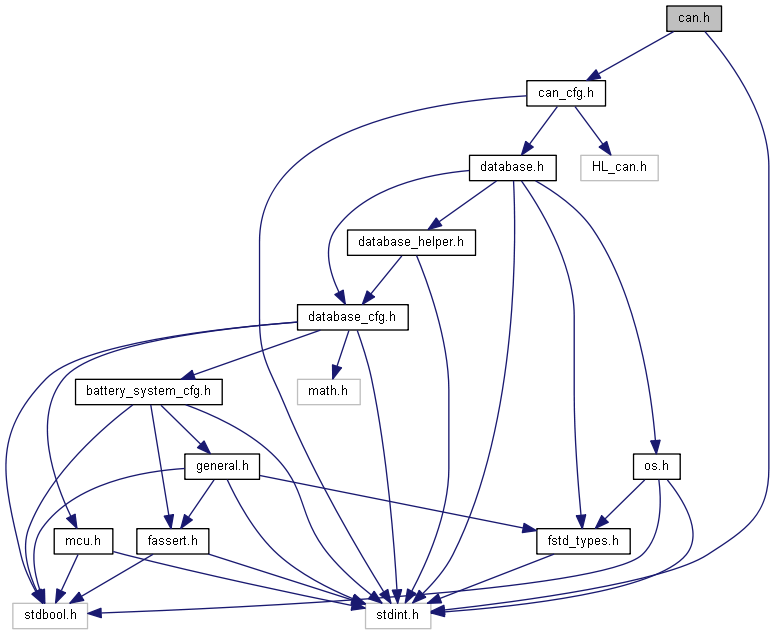 can.h
can_cfg.h
database.h
HL_can.h
database_helper.h
database_cfg.h
battery_system_cfg.h
math.h
general.h
os.h
mcu.h
fassert.h
fstd_types.h
stdbool.h
stdint.h